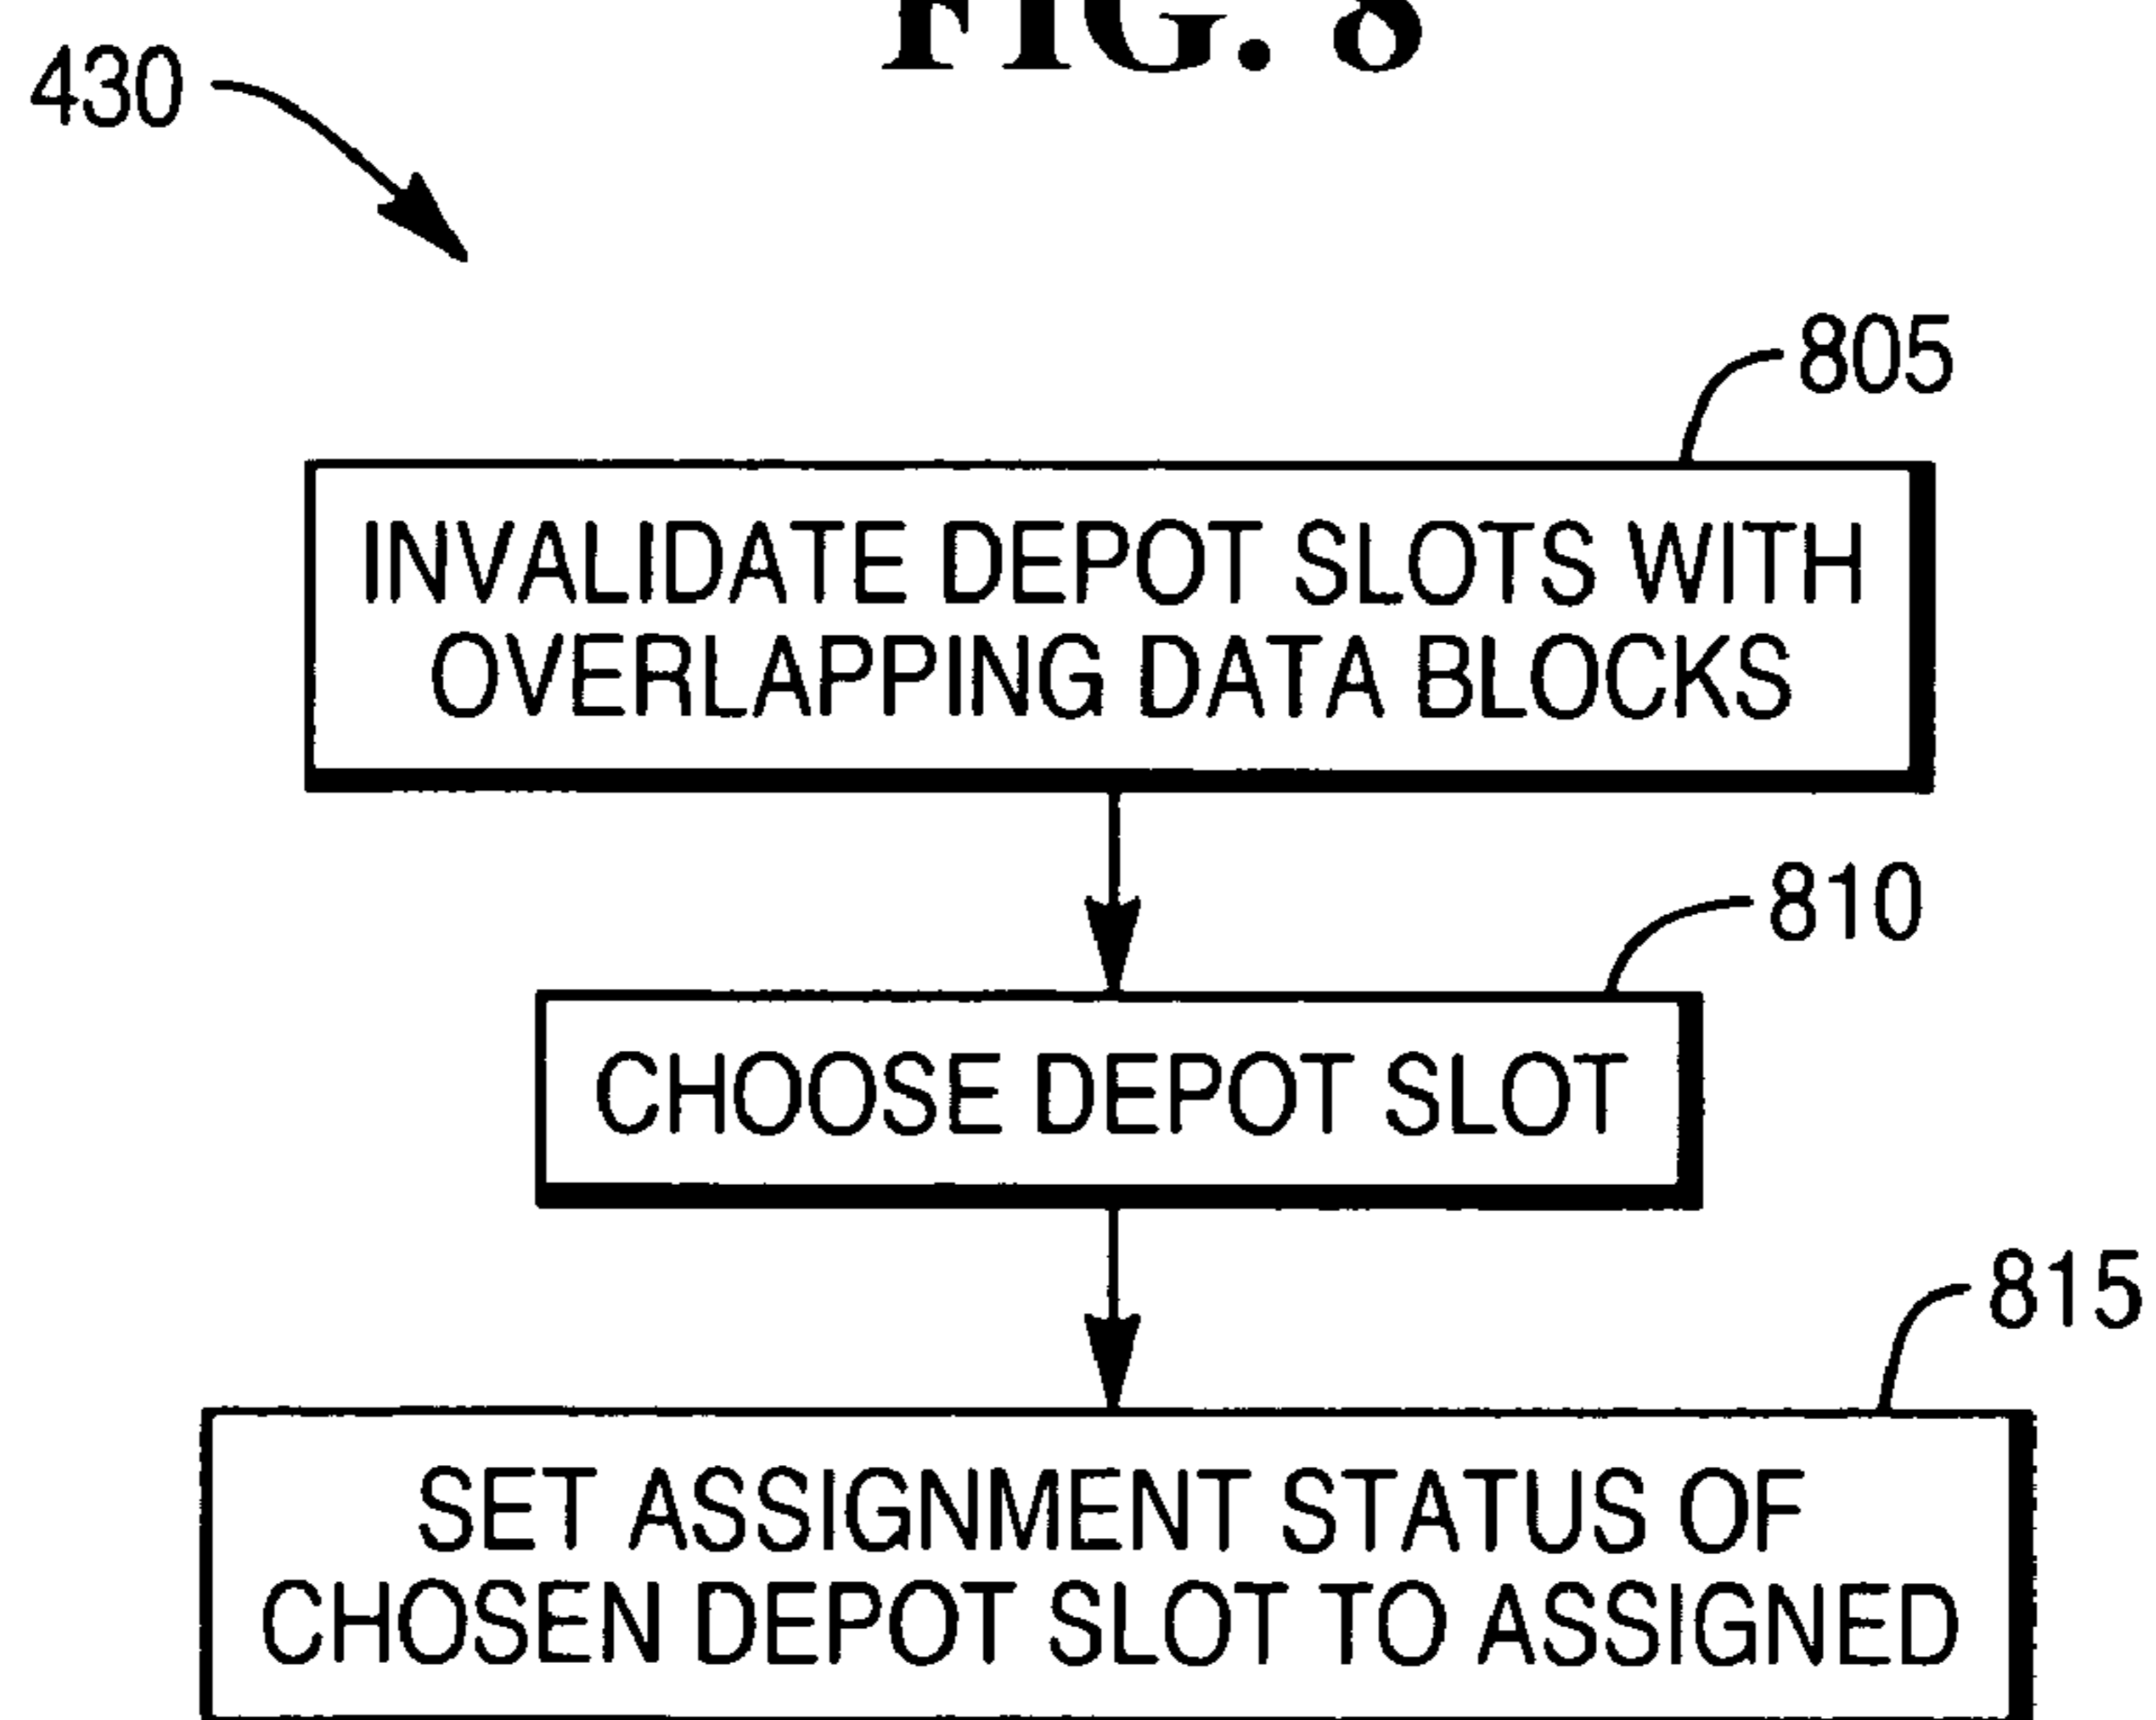 FIG. 8
430
805
INVALIDATE DEPOT SLOTS WITH
OVERLAPPING DATA BLOCKS
810
CHOOSE DEPOT SLOT
815
SET ASSIGNMENT STATUS OF
CHOSEN DEPOT SLOT TO ASSIGNED